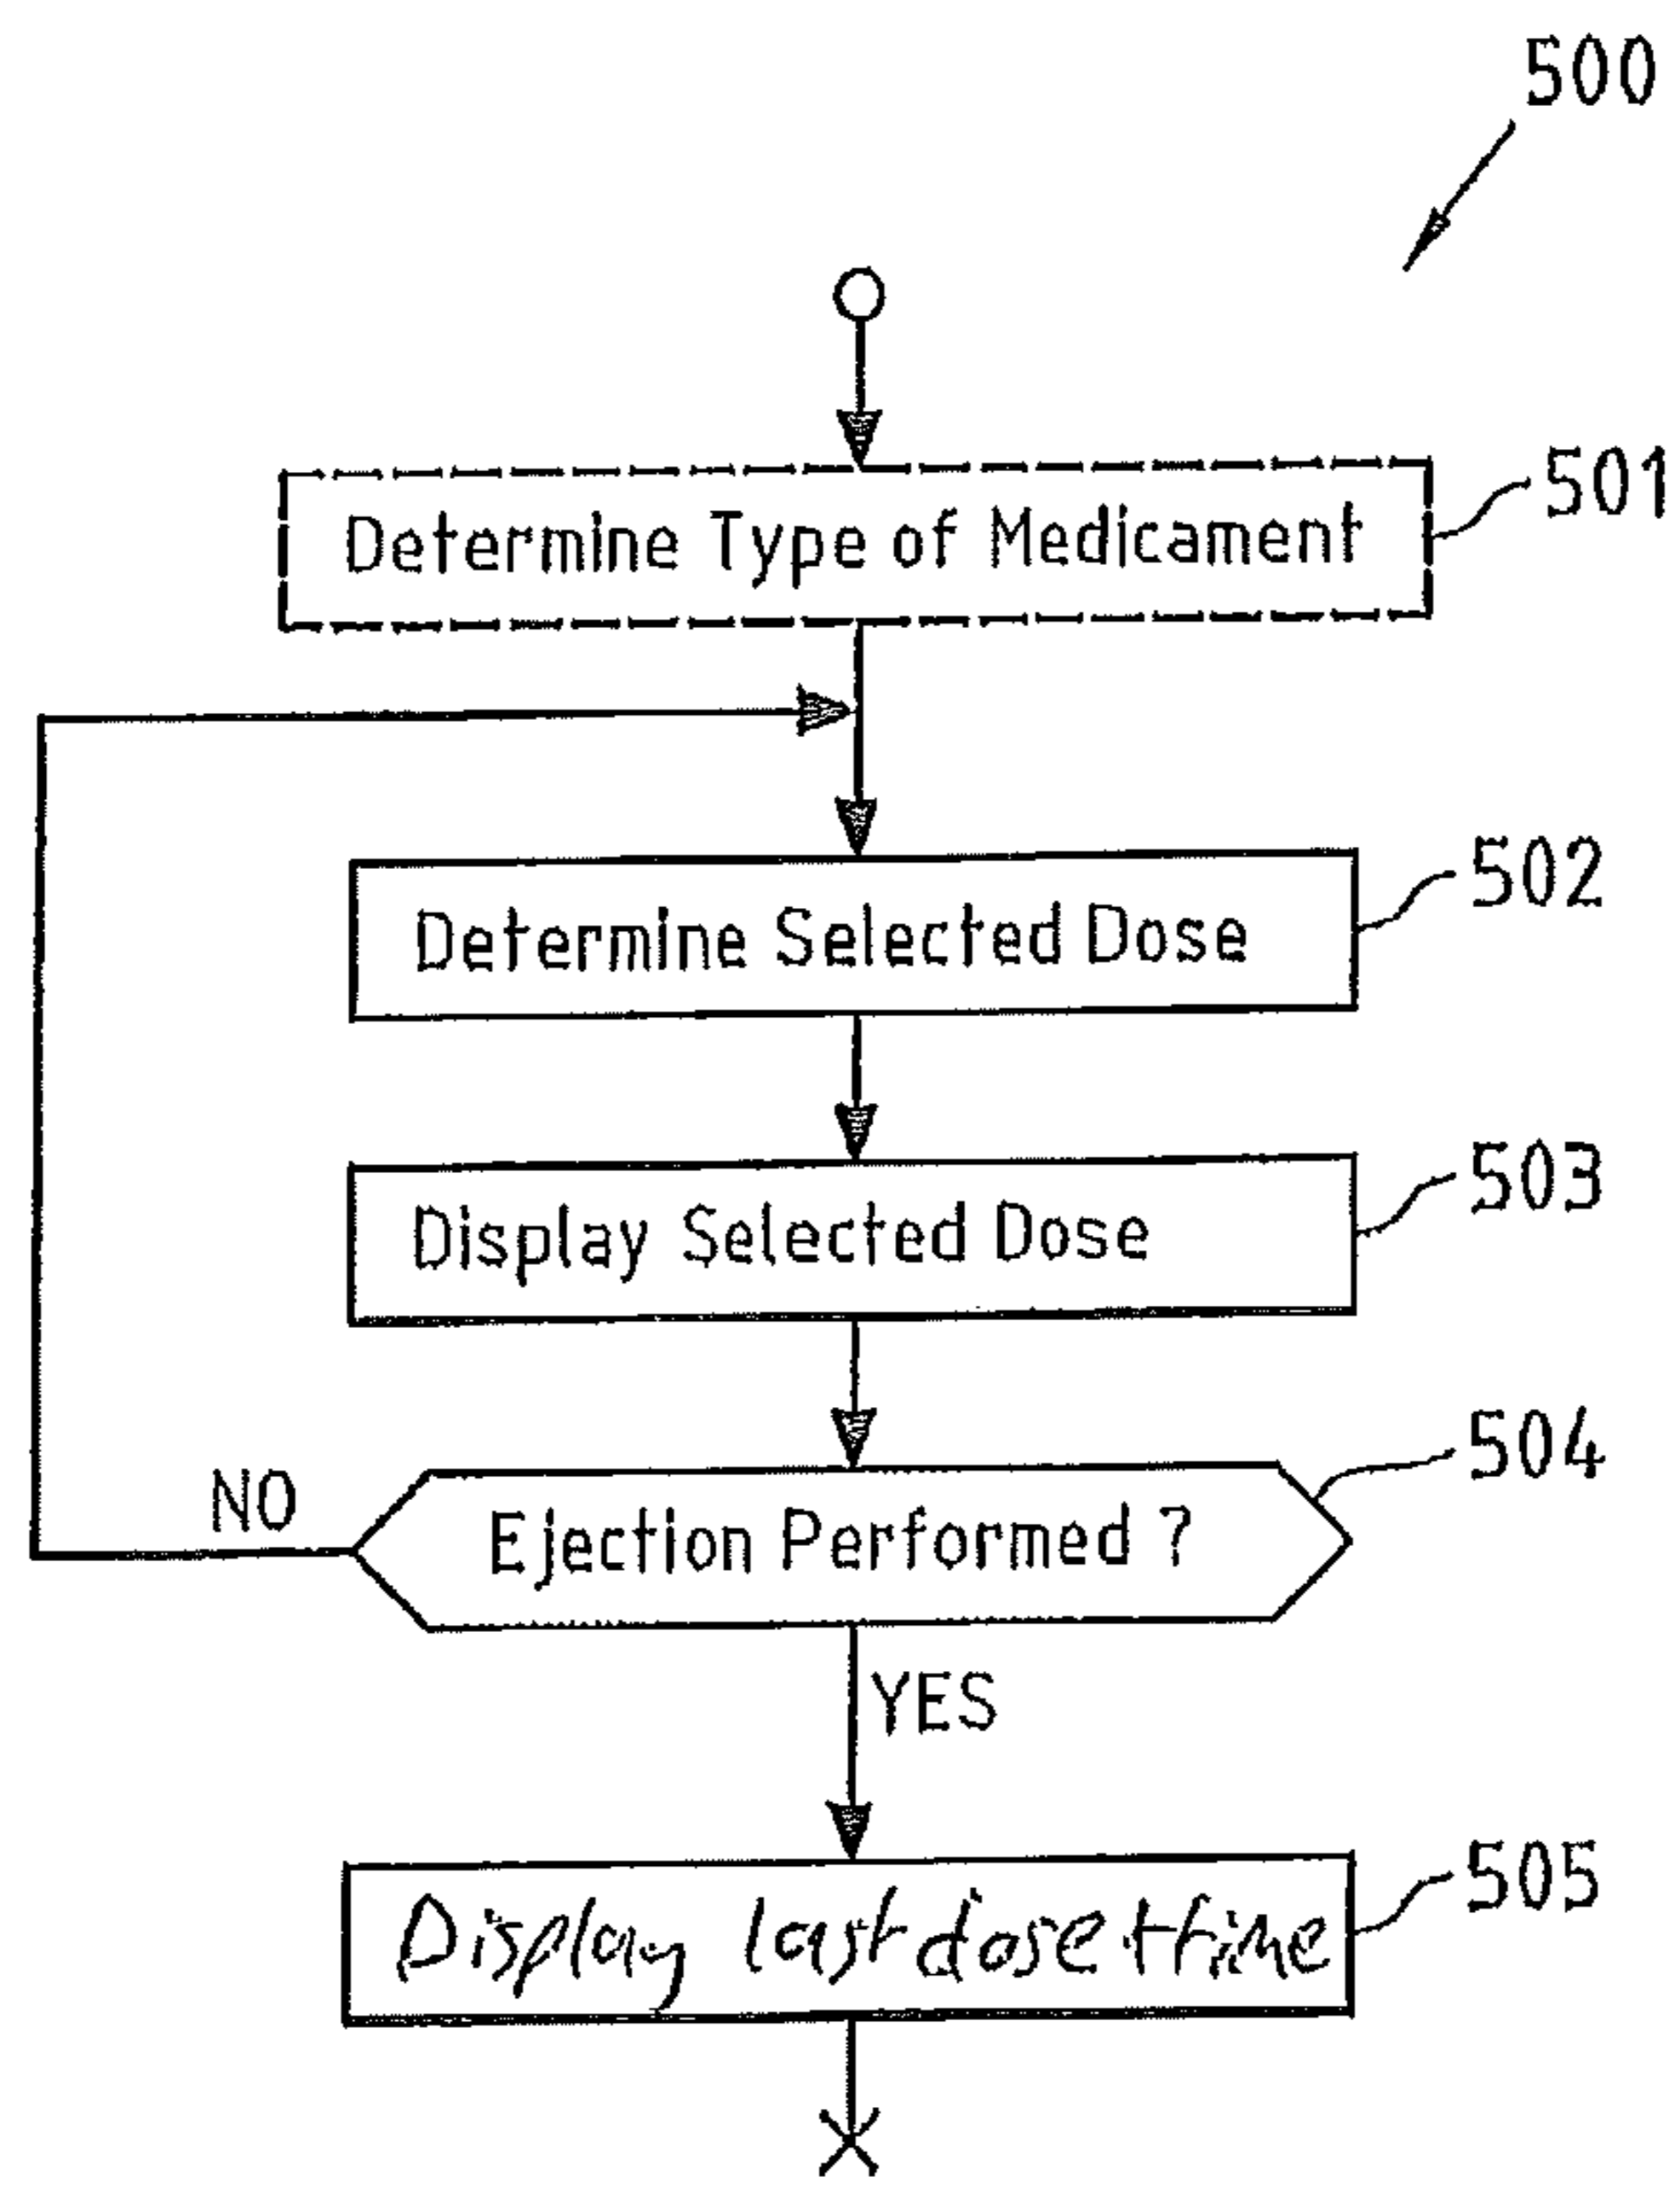 500
Determine Type of Medicament
501
Determine Selected Dose
502
Display Selected Dose
503
Ejection Performed ?
504
NO
YES
Display last dose time
505